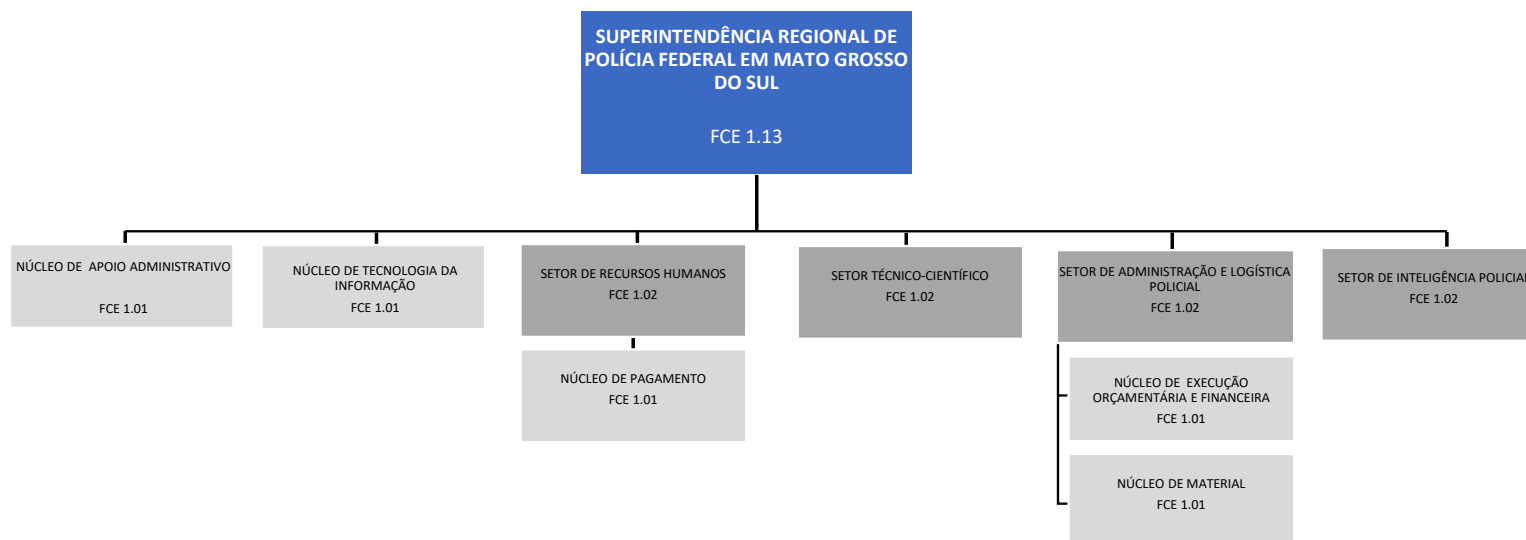 SUPERINTENDÊNCIA REGIONAL DE
POLÍCIA FEDERAL EM MATO GROSSO
DO SUL
FCE 1.13
NÚCLEO DE APOIO ADMINISTRATIVO
FCE 1.01
NÚCLEO DE TECNOLOGIA DA
INFORMAÇÃO
FCE 1.01
SETOR DE RECURSOS HUMANOS
FCE 1.02
SETOR TÉCNICO-CIENTÍFICO
FCE 1.02
SETOR DE ADMINISTRAÇÃO E LOGÍSTICA
POLICIAL
FCE 1.02
SETOR DE INTELIGÊNCIA POLICIAL
FCE 1.02
NÚCLEO DE PAGAMENTO
FCE 1.01
NÚCLEO DE EXECUÇÃO
ORÇAMENTÁRIA E FINANCEIRA
FCE 1.01
NÚCLEO DE MATERIAL
FCE 1.01